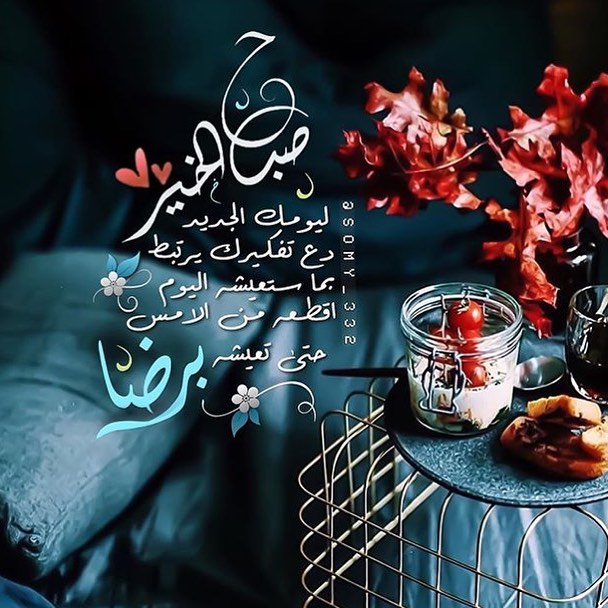 صباح الخير
ليومك الجديد
دع تفكيرك يرتبط
بما ستعيشه اليوم
اقطعه من الامس
حتى تعيشه برضا
@SOMY_332